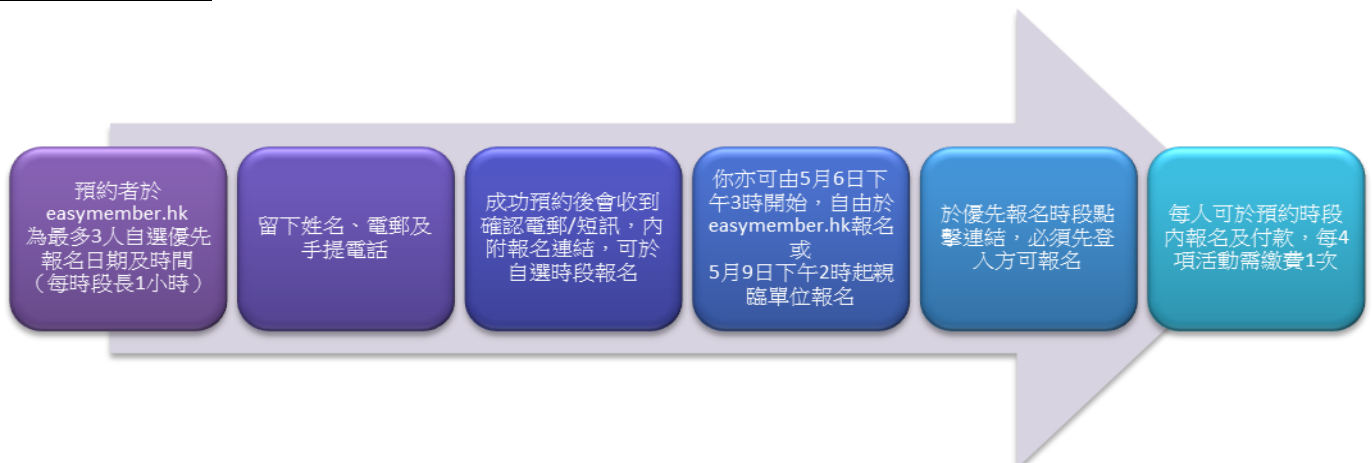 預約者於
easymember.hk
為最多3人自選優先
報名日期及時間
（每時段長1小時）
留下姓名、電郵及
手提電話
成功預約後會收到
確認電郵/短訊，內
附報名連結，可於
自選時段報名
你亦可由5月6日下
午3時開始，自由於
easymember.hk報名
或
5月9日下午2時起親
臨單位報名
於優先報名時段點
擊連結，必須先登
入方可報名
每人可於預約時段
內報名及付款，每4
項活動需繳費1次